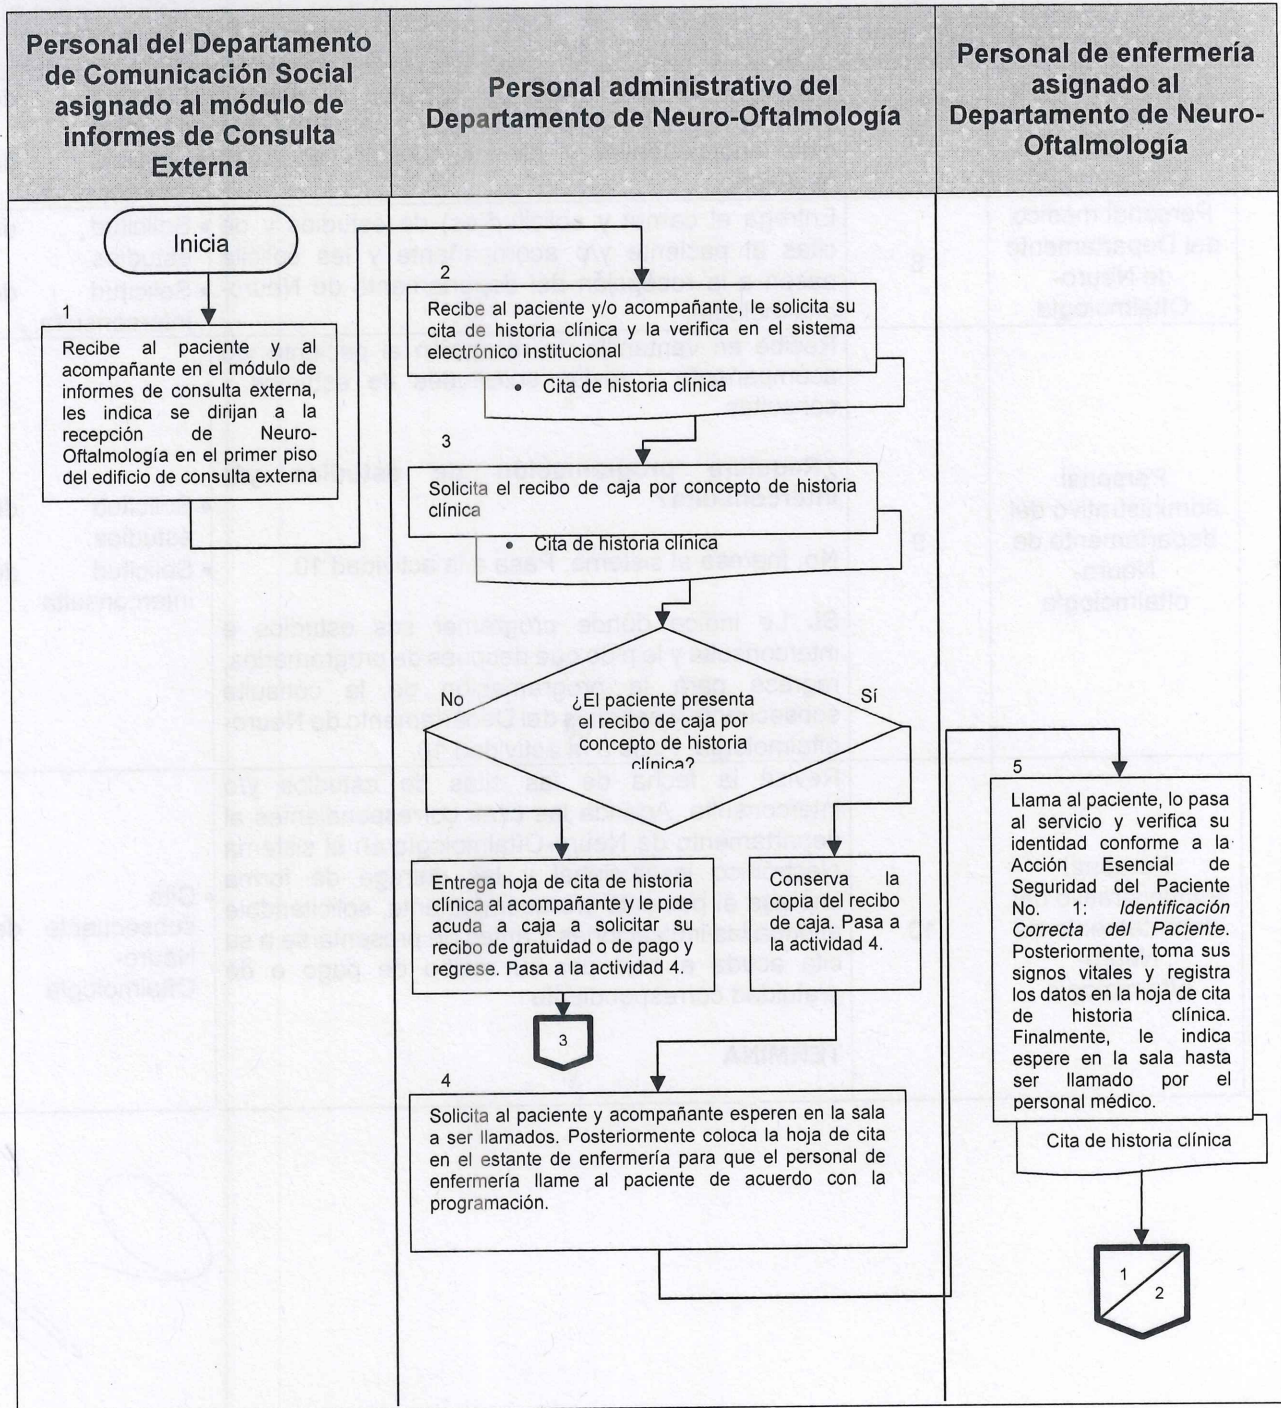 Personal del Departamento
de Comunicación Social
asignado al módulo de
informes de Consulta
Externa
Personal administrativo del
Departamento de Neuro-Oftalmología
Personal de enfermería
asignado al
Departamento de Neuro-
Oftalmología
Inicia
1
Recibe al paciente y al
acompañante en el módulo de
informes de consulta externa,
les indica se dirijan a la
recepción de Neuro-
Oftalmología en el primer piso
del edificio de consulta externa
2
Recibe al paciente y/o acompañante, le solicita su
cita de historia clínica y la verifica en el sistema
electrónico institucional
• Cita de historia clínica
3
Solicita el recibo de caja por concepto de historia
clínica
• Cita de historia clínica
No
¿El paciente presenta
el recibo de caja por
concepto de historia
clínica?
Sí
Entrega hoja de cita de historia
clínica al acompañante y le pide
acuda a caja a solicitar su
recibo de gratuidad o de pago y
regrese. Pasa a la actividad 4.
3
Conserva la
copia del recibo
de caja. Pasa a
la actividad 4.
4
Solicita al paciente y acompañante esperen en la sala
a ser llamados. Posteriormente coloca la hoja de cita
en el estante de enfermería para que el personal de
enfermería llame al paciente de acuerdo con la
programación.
5
Llama al paciente, lo pasa
al servicio y verifica su
identidad conforme a la
Acción Esencial de
Seguridad del Paciente
No. 1: Identificación
Correcta del Paciente.
Posteriormente, toma sus
signos vitales y registra
los datos en la hoja de cita
de historia clínica.
Finalmente, le indica
espere en la sala hasta
ser llamado por el
personal médico.
Cita de historia clínica
1
2